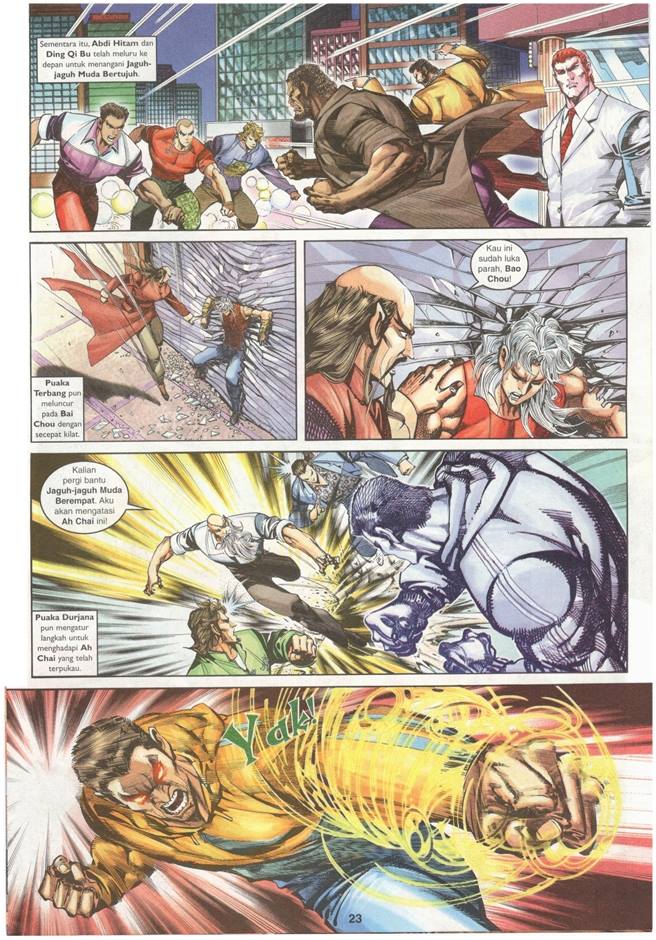 Sementara itu, Abdi Hitam dan
Ding Qi Bu telah meluru ke
depan untuk menangani Jaguh-
jaguh Muda Bertujuh.
Puaka
Terbang pun
meluncur
pada Bai
Chou dengan
secepat kilat.
Kau ini
sudah luka
parah, Bao
Chou!
Kalian
pergi bantu
Jaguh-jaguh Muda
Berempat. Aku
akan mengatasi
Ah Chai ini!
Puaka Durjana
pun mengatur
langkah untuk
menghadapi Ah
Chai yang telah
terpukau.
Yak!
23